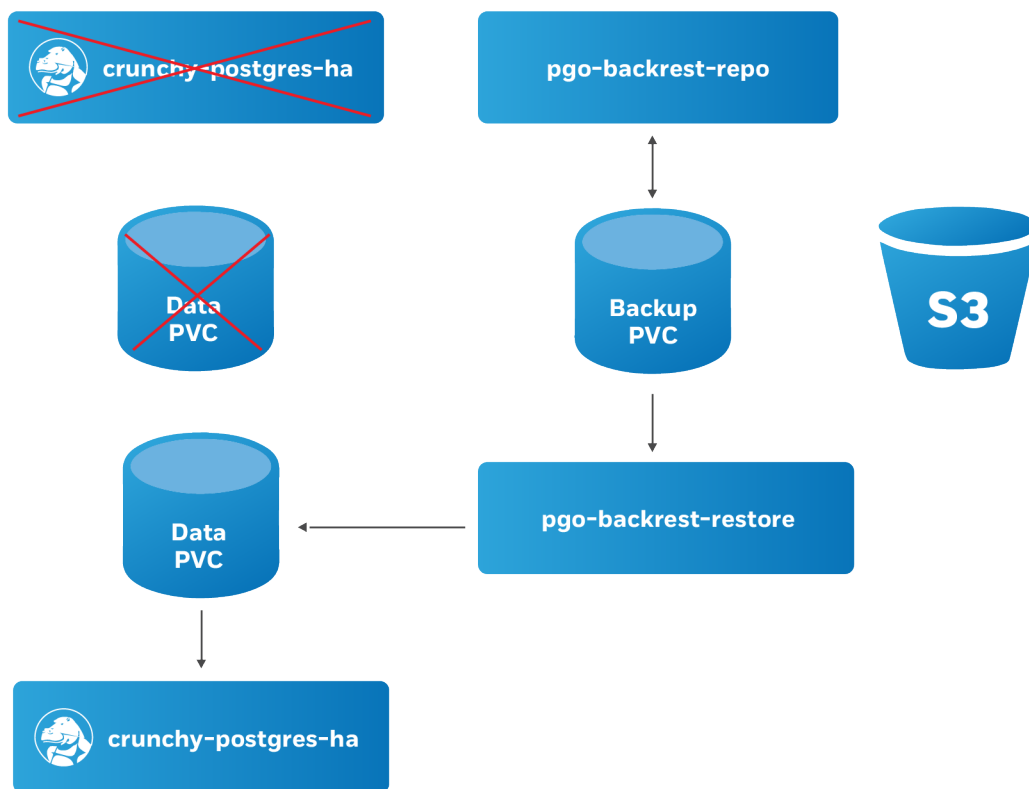 crunchy-postgres-ha
pgo-backrest-repo
Data
PVC
Backup
PVC
S3
Data
PVC
pgo-backrest-restore
crunchy-postgres-ha